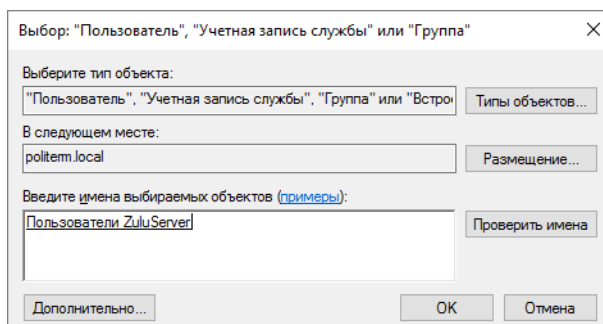 Выбор: "Пользователь", "Учетная запись службы" или "Группа"
Выберите тип объекта:
"Пользователь", "Учетная запись службы", "Группа" или "Встро
Типы объектов...
В следующем месте:
politerm.local
Размещение...
Введите имена выбираемых объектов (примеры):
Пользователи ZuluServer
Проверить имена
Дополнительно...
OK
Отмена